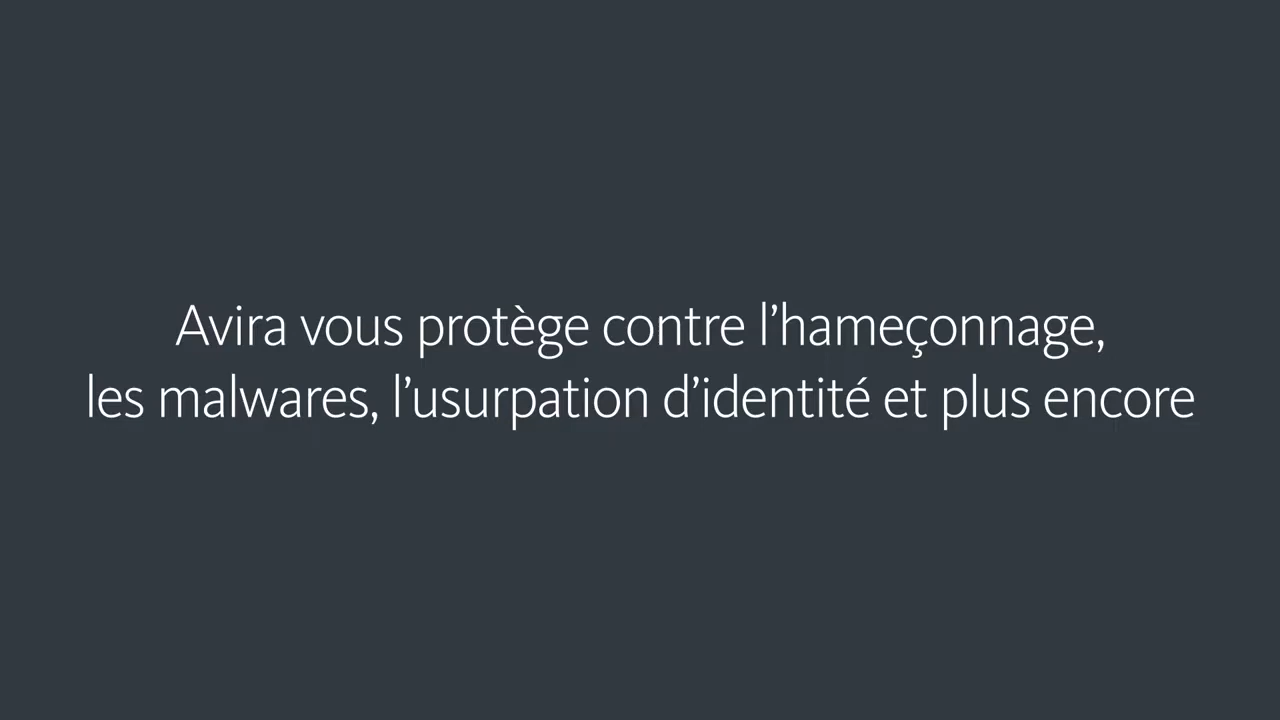 Avira vous protège contre l’hameçonnage,
les malwares, l’usurpation d’identité et plus encore